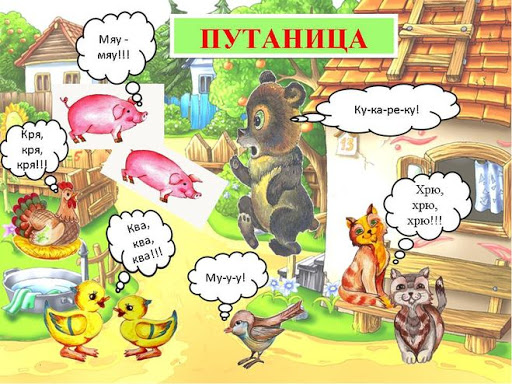 ПУТАНИЦА
Мяу -
мяу!!!
Ку-ка-ре-ку!
Кря,
кря,
кря!!!
Хрю,
хрю,
хрю!!!
Ква,
ква,
ква!!!
Му-у-у!
13